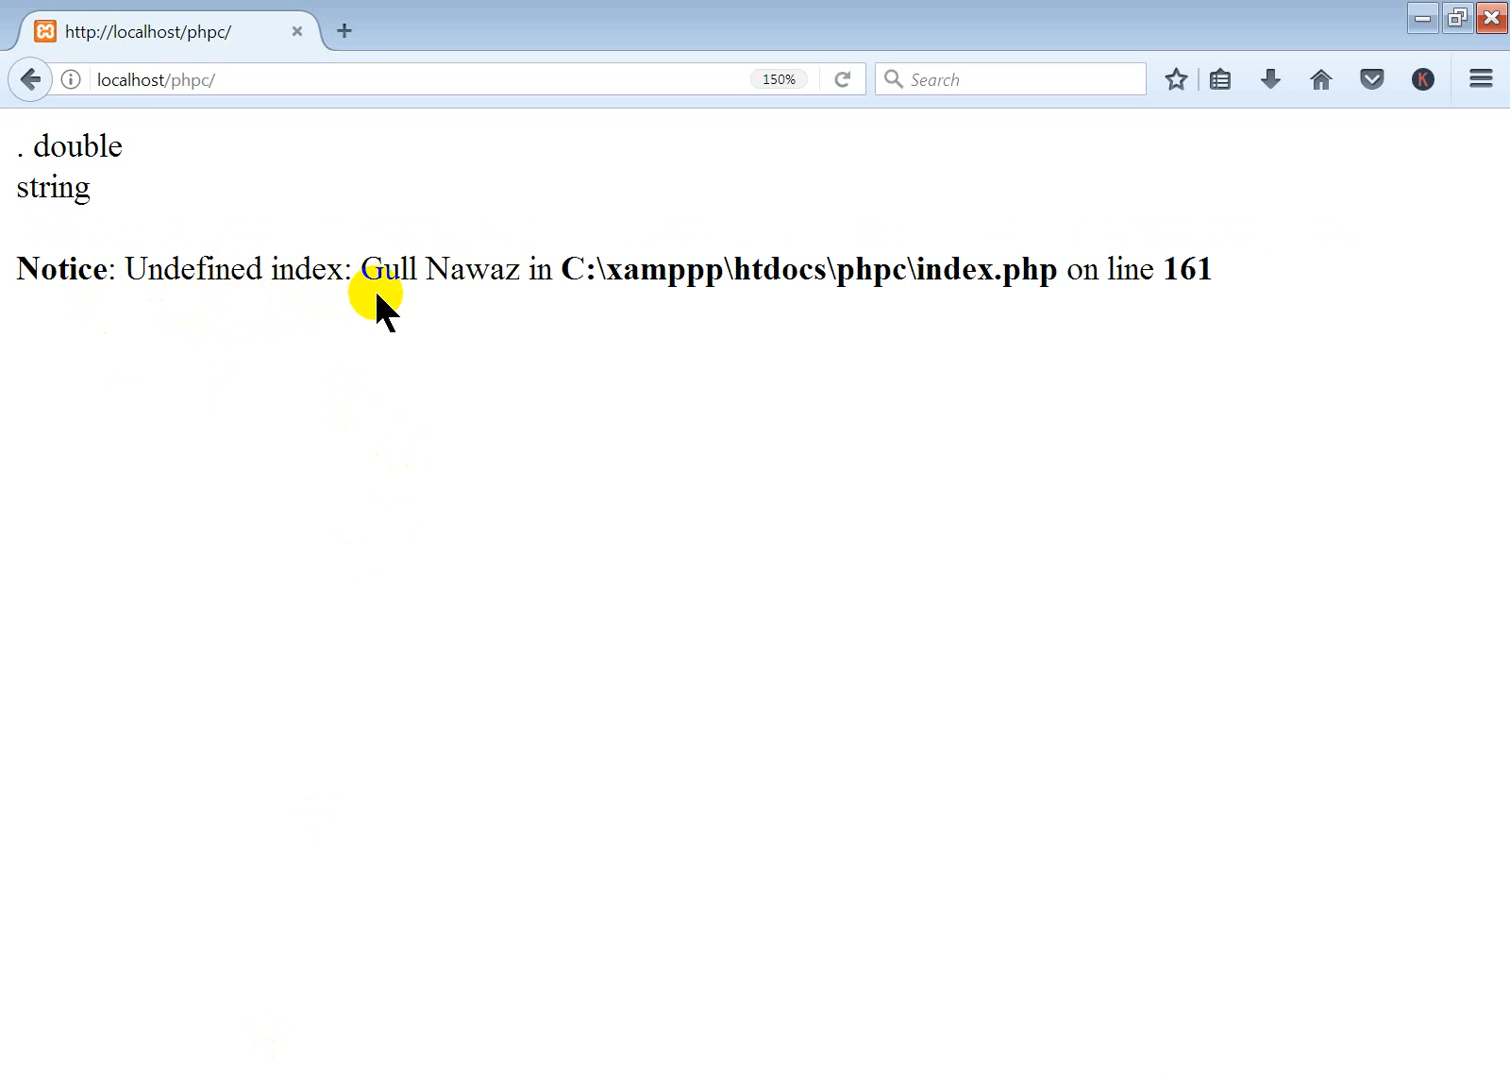 http://localhost/phpc/
localhost/phpc/ 150% Search
K
. double
string
Notice: Undefined index: Gull Nawaz in C:\xamppp\htdocs\phpc\index.php on line 161